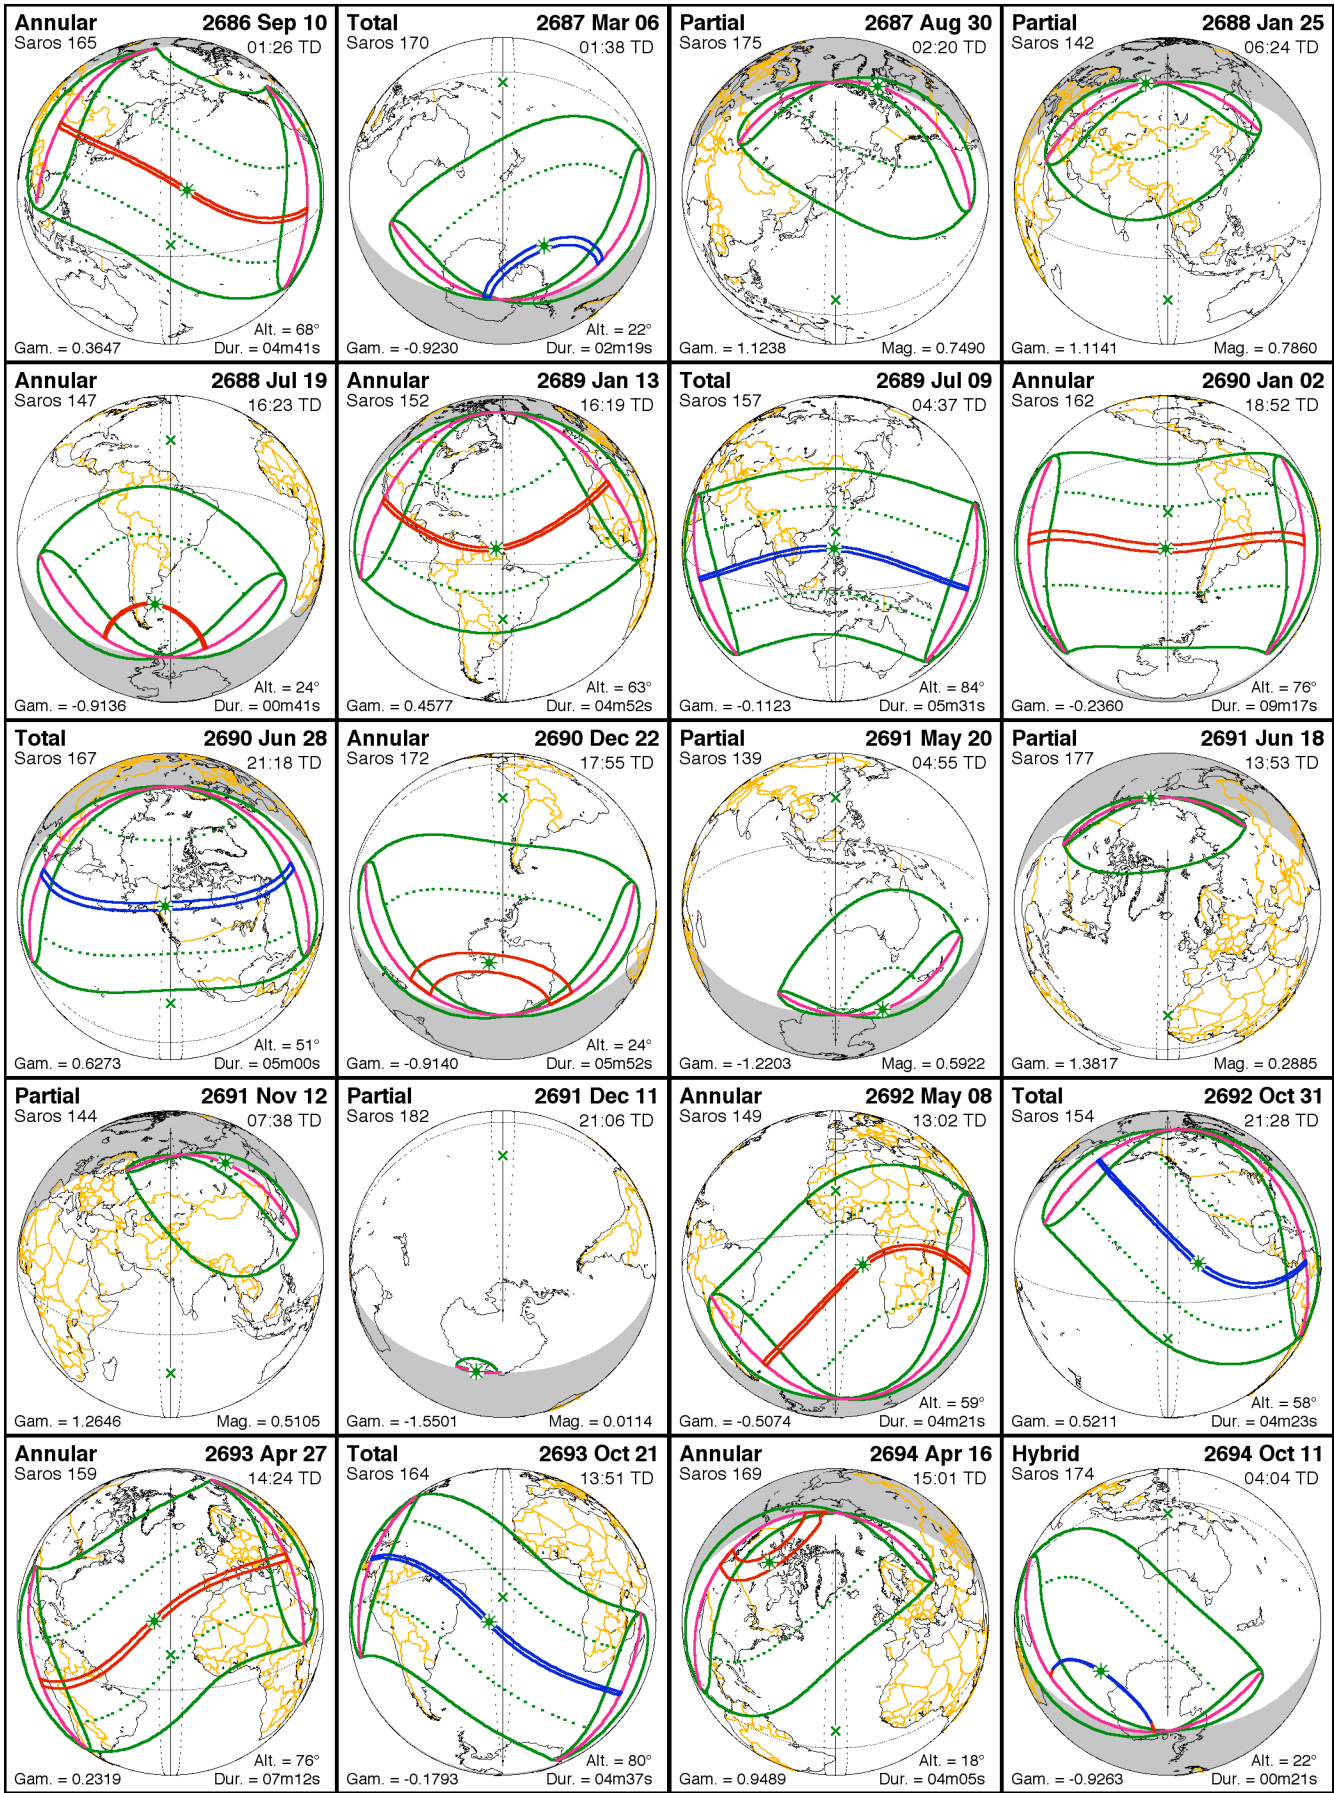 Annular 2686 Sep 10
Saros 165 01:26 TD
Alt. = 68°
Gam. = 0.3647 Dur. = 04m41s
Total 2687 Mar 06
Saros 170 01:38 TD
Alt. = 22°
Gam. = -0.9230 Dur. = 02m19s
Partial 2687 Aug 30
Saros 175 02:20 TD
Gam. = 1.1238 Mag. = 0.7490
Partial 2688 Jan 25
Saros 142 06:24 TD
Gam. = 1.1141 Mag. = 0.7860
Annular 2688 Jul 19
Saros 147 16:23 TD
Alt. = 24°
Gam. = -0.9136 Dur. = 00m41s
Annular 2689 Jan 13
Saros 152 16:19 TD
Alt. = 63°
Gam. = 0.4577 Dur. = 04m52s
Total 2689 Jul 09
Saros 157 04:37 TD
Alt. = 84°
Gam. = -0.1123 Dur. = 05m31s
Annular 2690 Jan 02
Saros 162 18:52 TD
Alt. = 76°
Gam. = -0.2360 Dur. = 09m17s
Total 2690 Jun 28
Saros 167 21:18 TD
Alt. = 51°
Gam. = 0.6273 Dur. = 05m00s
Annular 2690 Dec 22
Saros 172 17:55 TD
Alt. = 24°
Gam. = -0.9140 Dur. = 05m52s
Partial 2691 May 20
Saros 139 04:55 TD
Gam. = -1.2203 Mag. = 0.5922
Partial 2691 Jun 18
Saros 177 13:53 TD
Gam. = 1.3817 Mag. = 0.2885
Partial 2691 Nov 12
Saros 144 07:38 TD
Gam. = 1.2646 Mag. = 0.5105
Partial 2691 Dec 11
Saros 182 21:06 TD
Gam. = -1.5501 Mag. = 0.0114
Annular 2692 May 08
Saros 149 13:02 TD
Alt. = 59°
Gam. = -0.5074 Dur. = 04m21s
Total 2692 Oct 31
Saros 154 21:28 TD
Alt. = 58°
Gam. = 0.5211 Dur. = 04m23s
Annular 2693 Apr 27
Saros 159 14:24 TD
Alt. = 76°
Gam. = 0.2319 Dur. = 07m12s
Total 2693 Oct 21
Saros 164 13:51 TD
Alt. = 80°
Gam. = -0.1793 Dur. = 04m37s
Annular 2694 Apr 16
Saros 169 15:01 TD
Alt. = 18°
Gam. = 0.9489 Dur. = 04m05s
Hybrid 2694 Oct 11
Saros 174 04:04 TD
Alt. = 22°
Gam. = -0.9263 Dur. = 00m21s